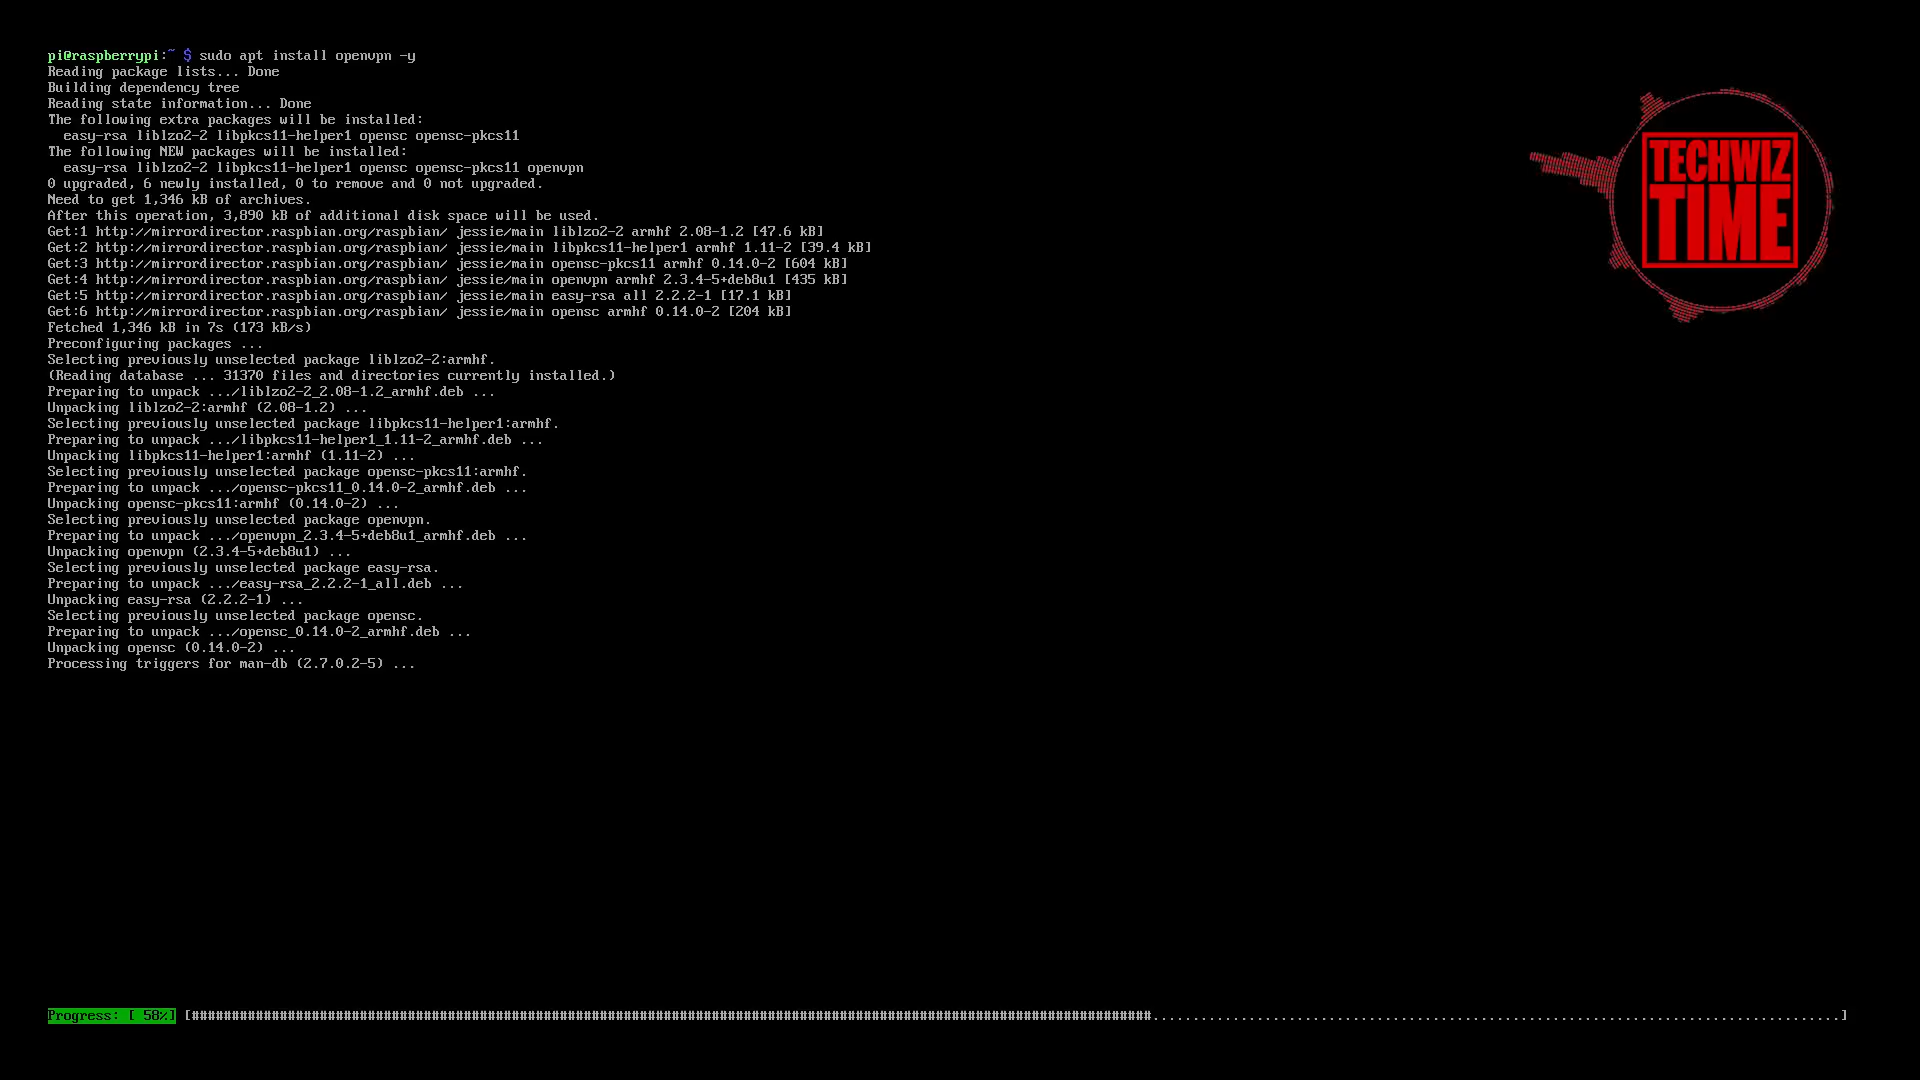 pi@raspberrypi:~ $ sudo apt install openvpn -y
Reading package lists... Done
Building dependency tree
Reading state information... Done
The following extra packages will be installed:
  easy-rsa liblzo2-2 libpkcs11-helper1 opensc opensc-pkcs11
The following NEW packages will be installed:
  easy-rsa liblzo2-2 libpkcs11-helper1 opensc opensc-pkcs11 openvpn
0 upgraded, 6 newly installed, 0 to remove and 0 not upgraded.
Need to get 1,346 kB of archives.
After this operation, 3,890 kB of additional disk space will be used.
Get:1 http://mirrordirector.raspbian.org/raspbian/ jessie/main liblzo2-2 armhf 2.08-1.2 [47.6 kB]
Get:2 http://mirrordirector.raspbian.org/raspbian/ jessie/main libpkcs11-helper1 armhf 1.11-2 [39.4 kB]
Get:3 http://mirrordirector.raspbian.org/raspbian/ jessie/main opensc-pkcs11 armhf 0.14.0-2 [604 kB]
Get:4 http://mirrordirector.raspbian.org/raspbian/ jessie/main openvpn armhf 2.3.4-5+deb8u1 [435 kB]
Get:5 http://mirrordirector.raspbian.org/raspbian/ jessie/main easy-rsa all 2.2.2-1 [17.1 kB]
Get:6 http://mirrordirector.raspbian.org/raspbian/ jessie/main opensc armhf 0.14.0-2 [204 kB]
Fetched 1,346 kB in 7s (173 kB/s)
Preconfiguring packages ...
Selecting previously unselected package liblzo2-2:armhf.
(Reading database ... 31370 files and directories currently installed.)
Preparing to unpack .../liblzo2-2_2.08-1.2_armhf.deb ...
Unpacking liblzo2-2:armhf (2.08-1.2) ...
Selecting previously unselected package libpkcs11-helper1:armhf.
Preparing to unpack .../libpkcs11-helper1_1.11-2_armhf.deb ...
Unpacking libpkcs11-helper1:armhf (1.11-2) ...
Selecting previously unselected package opensc-pkcs11:armhf.
Preparing to unpack .../opensc-pkcs11_0.14.0-2_armhf.deb ...
Unpacking opensc-pkcs11:armhf (0.14.0-2) ...
Selecting previously unselected package openvpn.
Preparing to unpack .../openvpn_2.3.4-5+deb8u1_armhf.deb ...
Unpacking openvpn (2.3.4-5+deb8u1) ...
Selecting previously unselected package easy-rsa.
Preparing to unpack .../easy-rsa_2.2.2-1_all.deb ...
Unpacking easy-rsa (2.2.2-1) ...
Selecting previously unselected package opensc.
Preparing to unpack .../opensc_0.14.0-2_armhf.deb ...
Unpacking opensc (0.14.0-2) ...
Processing triggers for man-db (2.7.0.2-5) ...
TECHWIZ
TIME
Progress: [ 58%] [########################################################################################################################......................................................................................]